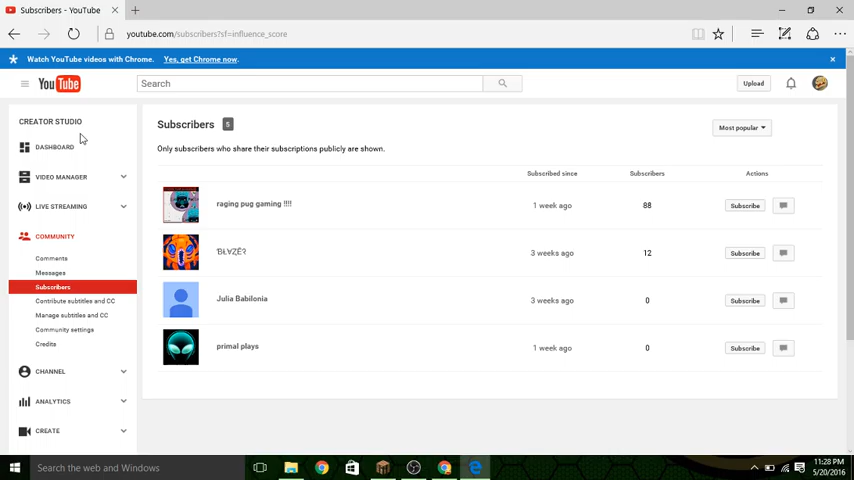 Subscribers - YouTube
youtube.com/subscribers?sf=influence_score
Watch YouTube videos with Chrome. Yes, get Chrome now.
YouTube
Search
Upload
CREATOR STUDIO
DASHBOARD
VIDEO MANAGER
LIVE STREAMING
COMMUNITY
Comments
Messages
Subscribers
Contribute subtitles and CC
Manage subtitles and CC
Community settings
Credits
CHANNEL
ANALYTICS
CREATE
Subscribers 5
Most popular
Only subscribers who share their subscriptions publicly are shown.
Subscribed since Subscribers Actions
raging pug gaming !!!! 1 week ago 88 Subscribe
3 weeks ago 12 Subscribe
Julia Babilonia 3 weeks ago 0 Subscribe
primal plays 1 week ago 0 Subscribe
Search the web and Windows
11:28 PM
5/20/2016